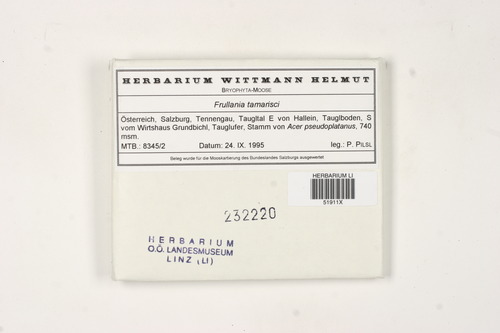 HERBARIUM WITTMANN HELMUT
BRYOPHYTA-MOOSE
Frullania tamarisci
Österreich, Salzburg, Tennengau, Taugltal E von Hallein, Tauglboden, S
vom Wirtshaus Grundbichl, Tauglufer, Stamm von Acer pseudoplatanus, 740
msm.
MTB.: 8345/2 Datum: 24. IX. 1995 leg.: P. PILSL
Beleg wurde für die Mooskartierung des Bundeslandes Salzburgs ausgewertet
HERBARIUM LI
51911X
232220
HERBARIUM
O.Ö. LANDESMUSEUM
LINZ (LI)